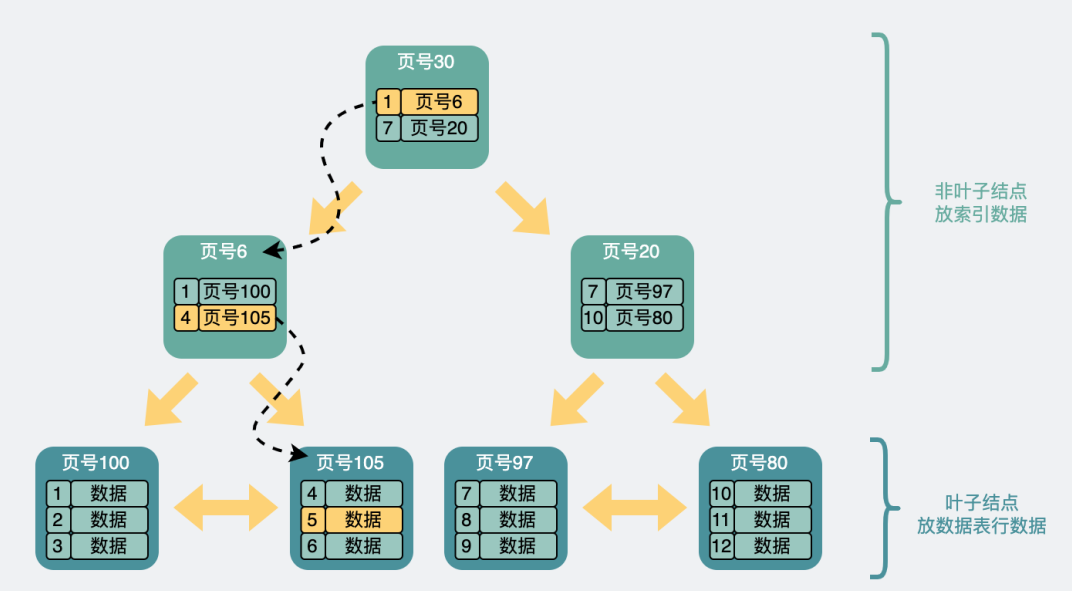 页号30
1 页号6
7 页号20
非叶子结点
放索引数据
页号6
1 页号100
4 页号105
页号20
7 页号97
10 页号80
页号100
1 数据
2 数据
3 数据
页号105
4 数据
5 数据
6 数据
页号97
7 数据
8 数据
9 数据
页号80
10 数据
11 数据
12 数据
叶子结点
放数据表行数据